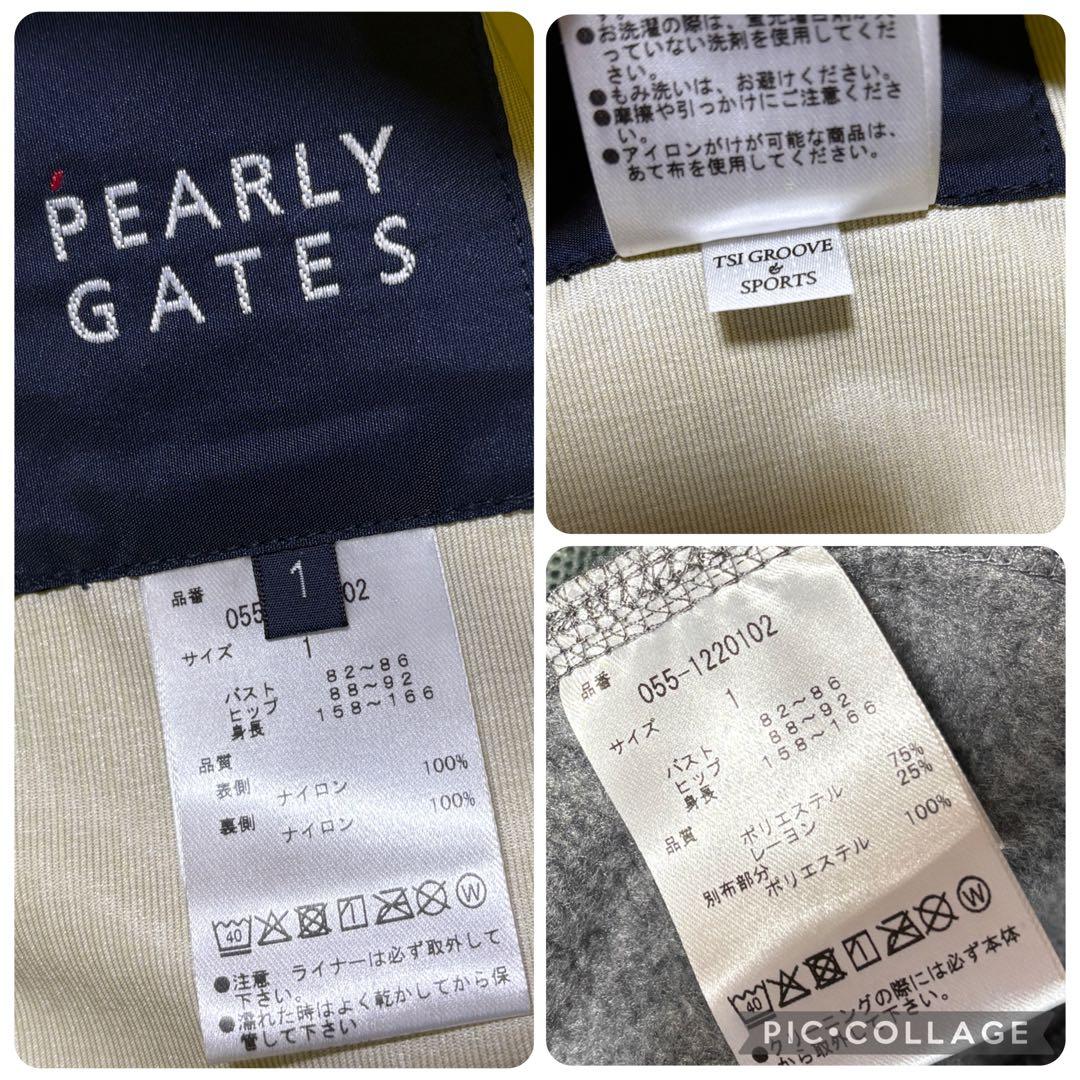 PEARLY
GATES
1
品番
055 102
サイズ 1
バスト 82〜86
ヒップ 88〜92
身長 158〜166
品質
表側 ナイロン 100%
裏側 ナイロン 100%
40
1
W
●注意 ライナーは必ず取外して
下さい。
●濡れた時はよく乾かしてから保
管して下さい
●お洗濯の際は、蛍光増白剤が入
っていない洗剤を使用してくだ
さい。
●もみ洗いは、お避けください。
●摩擦や引っかけにご注意くださ
い。
●アイロンがけが可能な商品は、
あて布を使用してください。
TSI GROOVE
&
SPORTS
品番 055-1220102
サイズ 1
バスト 82〜86
ヒップ 88〜92
身長 158〜166
品質 ポリエステル 75%
レーヨン 25%
別布部分
ポリエステル 100%
40
1
W
の際には必ず本体
から取外して
PIC•COLLAGE